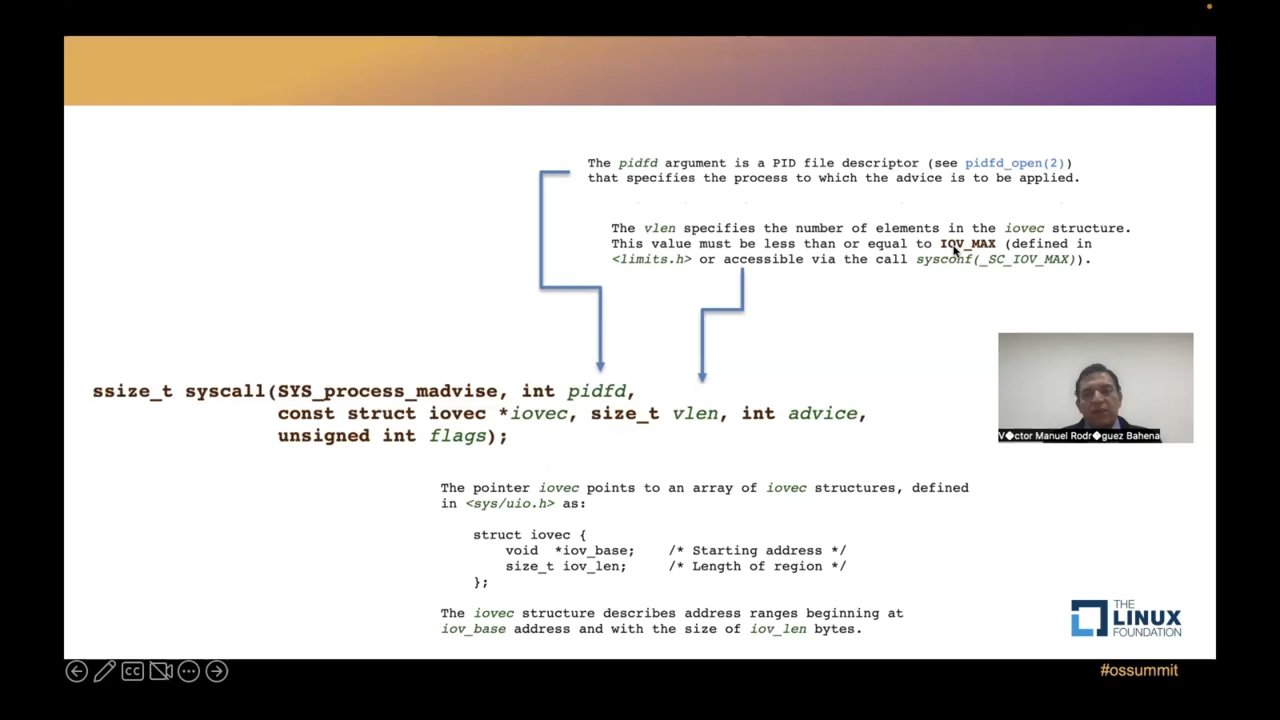 The pidfd argument is a PID file descriptor (see pidfd_open(2))
that specifies the process to which the advice is to be applied.
The vlen specifies the number of elements in the iovec structure.
This value must be less than or equal to IOV_MAX (defined in
<limits.h> or accessible via the call sysconf(_SC_IOV_MAX)).
ssize_t syscall(SYS_process_madvise, int pidfd,
const struct iovec *iovec, size_t vlen, int advice,
unsigned int flags);
V�ctor Manuel Rodr�guez Bahena
The pointer iovec points to an array of iovec structures, defined
in <sys/uio.h> as:
struct iovec {
void *iov_base; /* Starting address */
size_t iov_len; /* Length of region */
};
The iovec structure describes address ranges beginning at
iov_base address and with the size of iov_len bytes.
THE
LINUX
FOUNDATION
CC
#ossummit